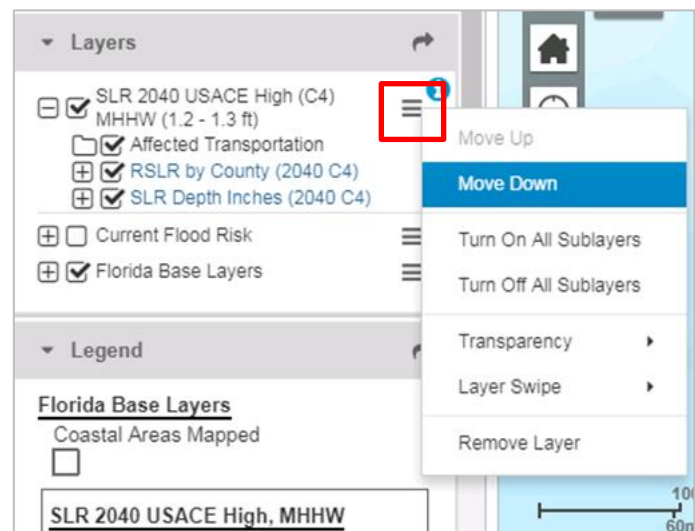 Layers
SLR 2040 USACE High (C4)
MHHW (1.2 - 1.3 ft)
Affected Transportation
RSLR by County (2040 C4)
SLR Depth Inches (2040 C4)
Current Flood Risk
Florida Base Layers
Move Up
Move Down
Turn On All Sublayers
Turn Off All Sublayers
Transparency
Layer Swipe
Remove Layer
Legend
Florida Base Layers
Coastal Areas Mapped
SLR 2040 USACE High, MHHW